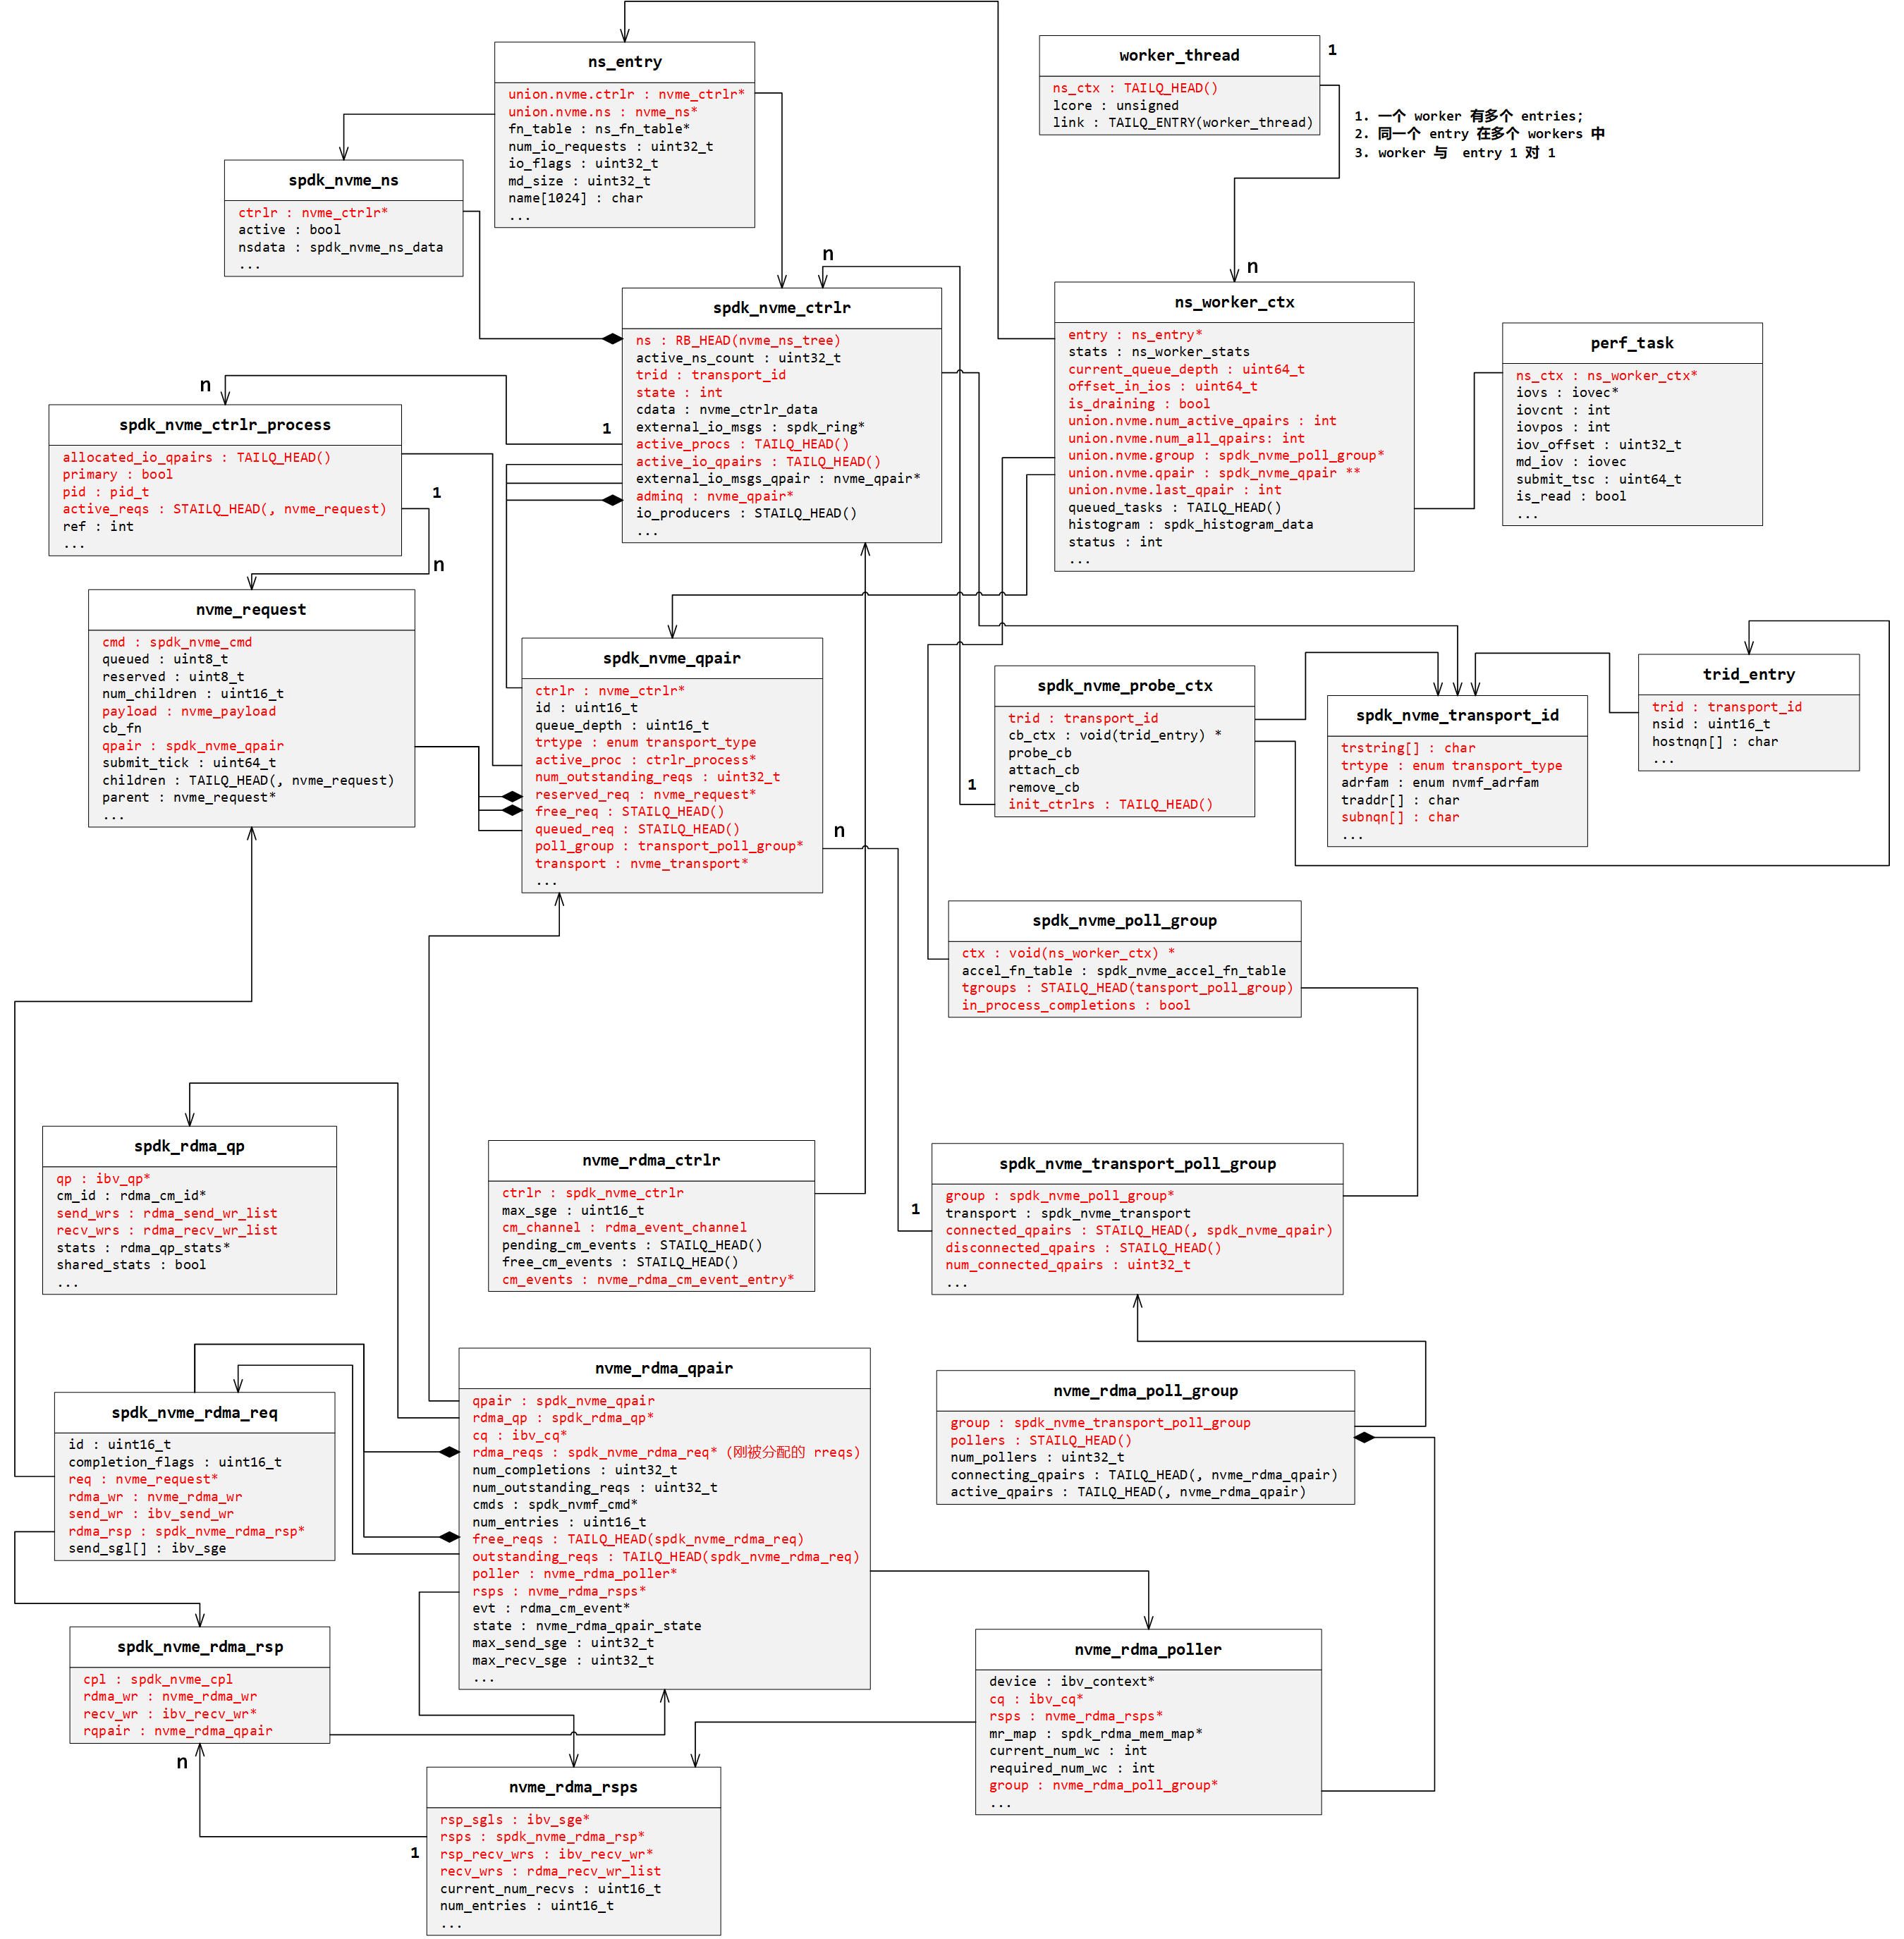 ns_entry
union.nvme.ctrlr : nvme_ctrlr*
union.nvme.ns : nvme_ns*
fn_table : ns_fn_table*
num_io_requests : uint32_t
io_flags : uint32_t
md_size : uint32_t
name[1024] : char
...
worker_thread
1
ns_ctx : TAILQ_HEAD()
lcore : unsigned
link : TAILQ_ENTRY(worker_thread)
1. 一个 worker 有多个 entries;
2. 同一个 entry 在多个 workers 中
3. worker 与 entry 1 对 1
spdk_nvme_ns
ctrlr : nvme_ctrlr*
active : bool
nsdata : spdk_nvme_ns_data
...
n
n
spdk_nvme_ctrlr
ns : RB_HEAD(nvme_ns_tree)
active_ns_count : uint32_t
trid : transport_id
state : int
cdata : nvme_ctrlr_data
external_io_msgs : spdk_ring*
active_procs : TAILQ_HEAD()
active_io_qpairs : TAILQ_HEAD()
external_io_msgs_qpair : nvme_qpair*
adminq : nvme_qpair*
io_producers : STAILQ_HEAD()
...
ns_worker_ctx
entry : ns_entry*
stats : ns_worker_stats
current_queue_depth : uint64_t
offset_in_ios : uint64_t
is_draining : bool
union.nvme.num_active_qpairs : int
union.nvme.num_all_qpairs: int
union.nvme.group : spdk_nvme_poll_group*
union.nvme.qpair : spdk_nvme_qpair **
union.nvme.last_qpair : int
queued_tasks : TAILQ_HEAD()
histogram : spdk_histogram_data
status : int
...
perf_task
ns_ctx : ns_worker_ctx*
iovs : iovec*
iovcnt : int
iovpos : int
iov_offset : uint32_t
md_iov : iovec
submit_tsc : uint64_t
is_read : bool
...
n
1
spdk_nvme_ctrlr_process
allocated_io_qpairs : TAILQ_HEAD()
primary : bool
pid : pid_t
active_reqs : STAILQ_HEAD(, nvme_request)
ref : int
...
1
n
nvme_request
cmd : spdk_nvme_cmd
queued : uint8_t
reserved : uint8_t
num_children : uint16_t
payload : nvme_payload
cb_fn
qpair : spdk_nvme_qpair
submit_tick : uint64_t
children : TAILQ_HEAD(, nvme_request)
parent : nvme_request*
...
spdk_nvme_qpair
ctrlr : nvme_ctrlr*
id : uint16_t
queue_depth : uint16_t
trtype : enum transport_type
active_proc : ctrlr_process*
num_outstanding_reqs : uint32_t
reserved_req : nvme_request*
free_req : STAILQ_HEAD()
queued_req : STAILQ_HEAD()
poll_group : transport_poll_group*
transport : nvme_transport*
...
n
spdk_nvme_probe_ctx
trid : transport_id
cb_ctx : void(trid_entry) *
probe_cb
attach_cb
remove_cb
init_ctrlrs : TAILQ_HEAD()
1
spdk_nvme_transport_id
trstring[] : char
trtype : enum transport_type
adrfam : enum nvmf_adrfam
traddr[] : char
subnqn[] : char
...
trid_entry
trid : transport_id
nsid : uint16_t
hostnqn[] : char
...
spdk_nvme_poll_group
ctx : void(ns_worker_ctx) *
accel_fn_table : spdk_nvme_accel_fn_table
tgroups : STAILQ_HEAD(tansport_poll_group)
in_process_completions : bool
spdk_rdma_qp
qp : ibv_qp*
cm_id : rdma_cm_id*
send_wrs : rdma_send_wr_list
recv_wrs : rdma_recv_wr_list
stats : rdma_qp_stats*
shared_stats : bool
...
nvme_rdma_ctrlr
ctrlr : spdk_nvme_ctrlr
max_sge : uint16_t
cm_channel : rdma_event_channel
pending_cm_events : STAILQ_HEAD()
free_cm_events : STAILQ_HEAD()
cm_events : nvme_rdma_cm_event_entry*
1
spdk_nvme_transport_poll_group
group : spdk_nvme_poll_group*
transport : spdk_nvme_transport
connected_qpairs : STAILQ_HEAD(, spdk_nvme_qpair)
disconnected_qpairs : STAILQ_HEAD()
num_connected_qpairs : uint32_t
...
spdk_nvme_rdma_req
id : uint16_t
completion_flags : uint16_t
req : nvme_request*
rdma_wr : nvme_rdma_wr
send_wr : ibv_send_wr
rdma_rsp : spdk_nvme_rdma_rsp*
send_sgl[] : ibv_sge
nvme_rdma_qpair
qpair : spdk_nvme_qpair
rdma_qp : spdk_rdma_qp*
cq : ibv_cq*
rdma_reqs : spdk_nvme_rdma_req* (刚被分配的 rreqs)
num_completions : uint32_t
num_outstanding_reqs : uint32_t
cmds : spdk_nvmf_cmd*
num_entries : uint16_t
free_reqs : TAILQ_HEAD(spdk_nvme_rdma_req)
outstanding_reqs : TAILQ_HEAD(spdk_nvme_rdma_req)
poller : nvme_rdma_poller*
rsps : nvme_rdma_rsps*
evt : rdma_cm_event*
state : nvme_rdma_qpair_state
max_send_sge : uint32_t
max_recv_sge : uint32_t
...
nvme_rdma_poll_group
group : spdk_nvme_transport_poll_group
pollers : STAILQ_HEAD()
num_pollers : uint32_t
connecting_qpairs : TAILQ_HEAD(, nvme_rdma_qpair)
active_qpairs : TAILQ_HEAD(, nvme_rdma_qpair)
spdk_nvme_rdma_rsp
cpl : spdk_nvme_cpl
rdma_wr : nvme_rdma_wr
recv_wr : ibv_recv_wr*
rqpair : nvme_rdma_qpair
n
nvme_rdma_poller
device : ibv_context*
cq : ibv_cq*
rsps : nvme_rdma_rsps*
mr_map : spdk_rdma_mem_map*
current_num_wc : int
required_num_wc : int
group : nvme_rdma_poll_group*
...
nvme_rdma_rsps
rsp_sgls : ibv_sge*
rsps : spdk_nvme_rdma_rsp*
rsp_recv_wrs : ibv_recv_wr*
recv_wrs : rdma_recv_wr_list
current_num_recvs : uint16_t
num_entries : uint16_t
...
1